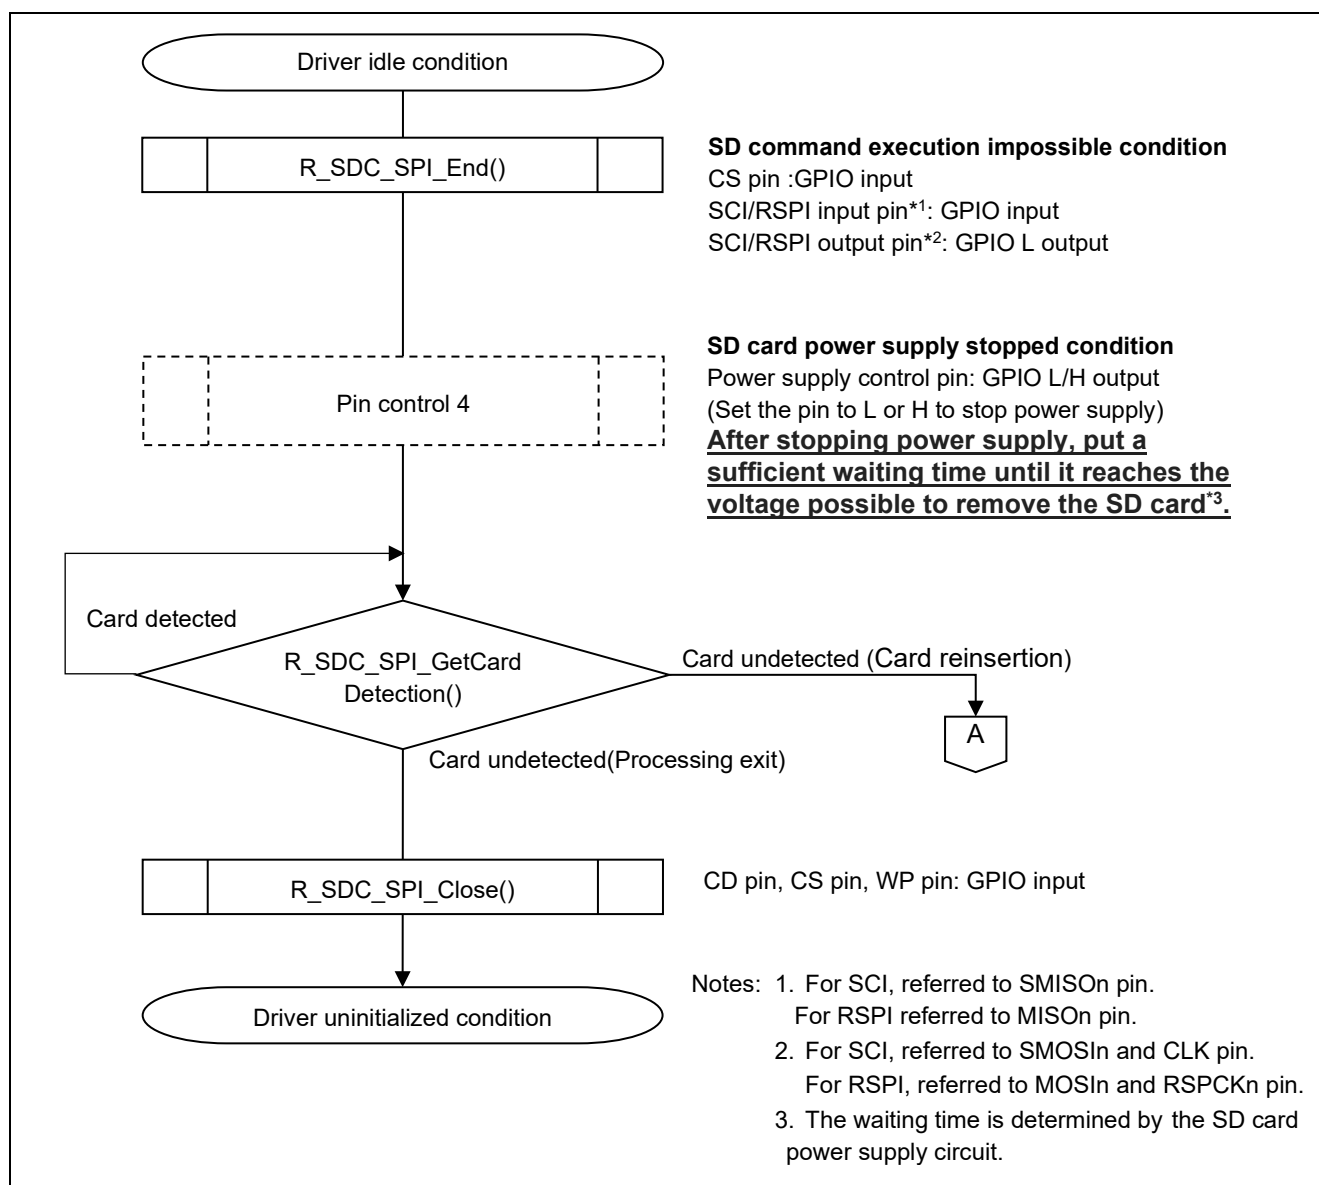 Driver idle condition
R_SDC_SPI_End()
SD command execution impossible condition
CS pin :GPIO input
SCI/RSPI input pin*1: GPIO input
SCI/RSPI output pin*2: GPIO L output
Pin control 4
SD card power supply stopped condition
Power supply control pin: GPIO L/H output
(Set the pin to L or H to stop power supply)
After stopping power supply, put a
sufficient waiting time until it reaches the
voltage possible to remove the SD card*3.
Card detected
R_SDC_SPI_GetCard
Detection()
Card undetected (Card reinsertion)
A
Card undetected(Processing exit)
R_SDC_SPI_Close()
CD pin, CS pin, WP pin: GPIO input
Driver uninitialized condition
Notes: 1. For SCI, referred to SMISOn pin.
For RSPI referred to MISOn pin.
2. For SCI, referred to SMOSIn and CLK pin.
For RSPI, referred to MOSIn and RSPCKn pin.
3. The waiting time is determined by the SD card
power supply circuit.